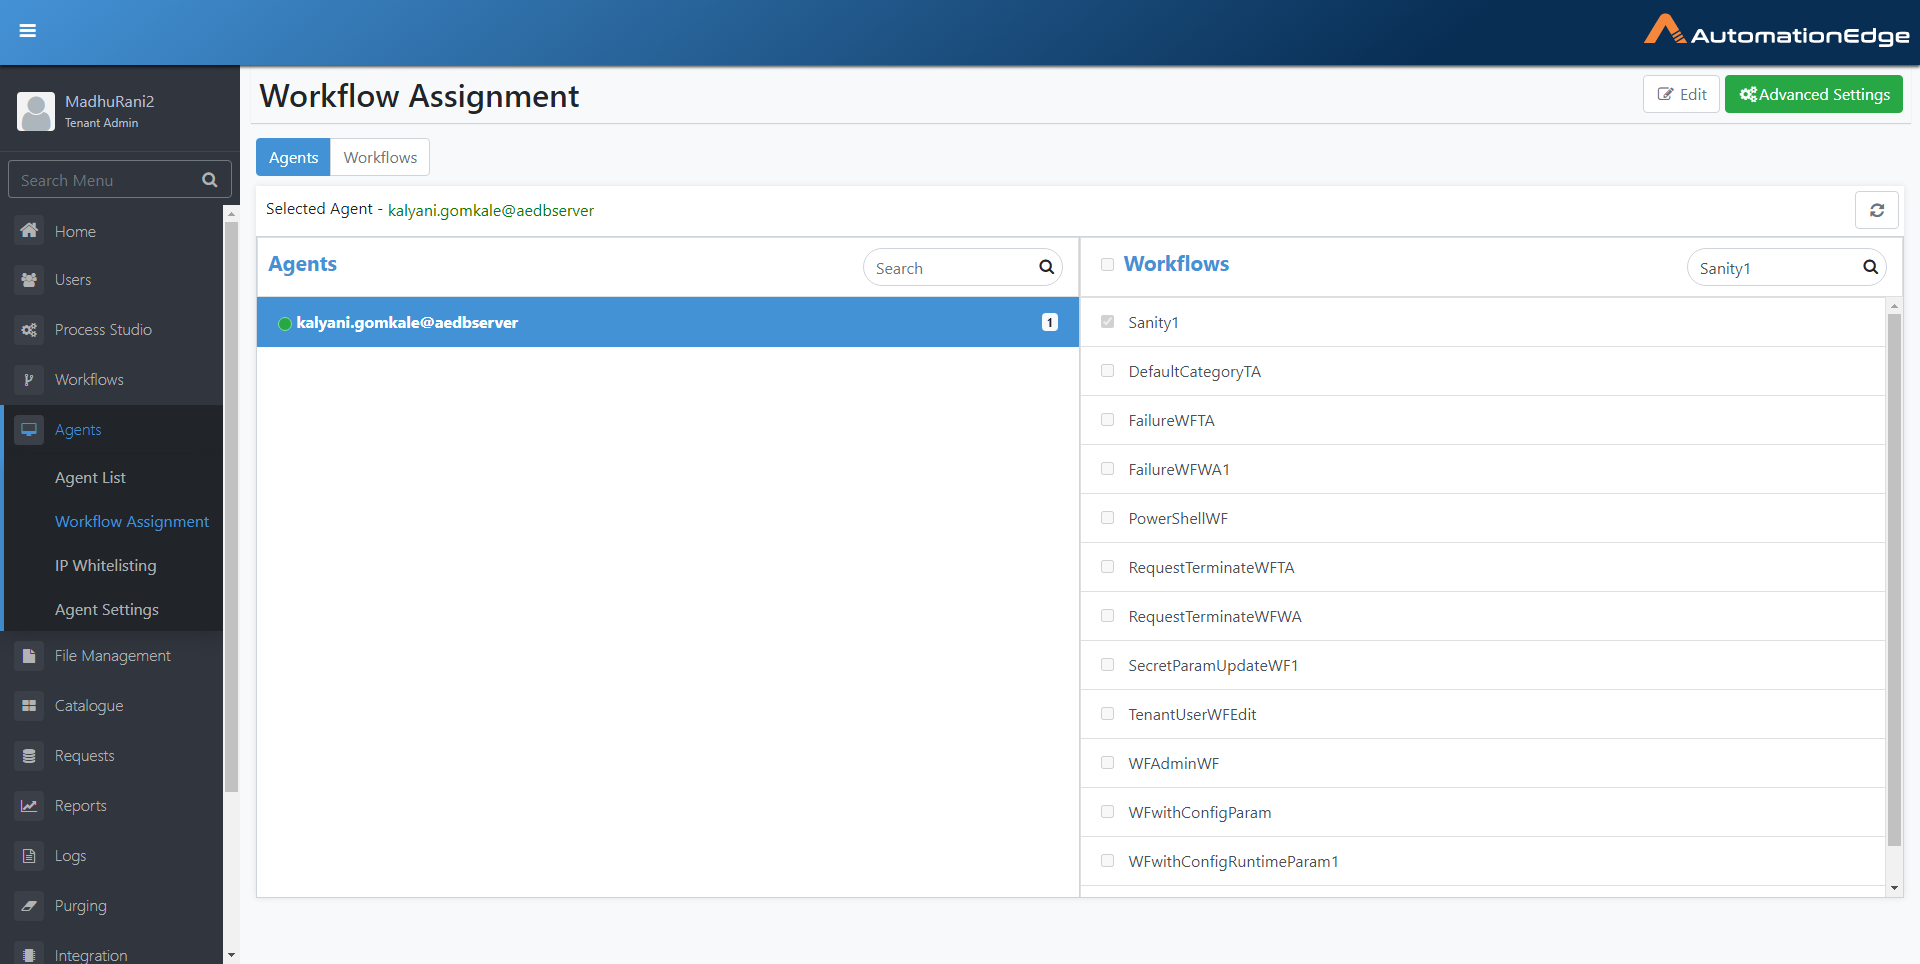 AutomationEdge
MadhuRani2
Tenant Admin
Search Menu
Home
Users
Process Studio
Workflows
Agents
Agent List
Workflow Assignment
IP Whitelisting
Agent Settings
File Management
Catalogue
Requests
Reports
Logs
Purging
Integration
Workflow Assignment
Edit
Advanced Settings
Agents
Workflows
Selected Agent - kalyani.gomkale@aedbserver
Agents
Search
kalyani.gomkale@aedbserver
1
Workflows
Sanity1
Sanity1
DefaultCategoryTA
FailureWFTA
FailureWFWA1
PowerShellWF
RequestTerminateWFTA
RequestTerminateWFWA
SecretParamUpdateWF1
TenantUserWFEdit
WFAdminWF
WFwithConfigParam
WFwithConfigRuntimeParam1